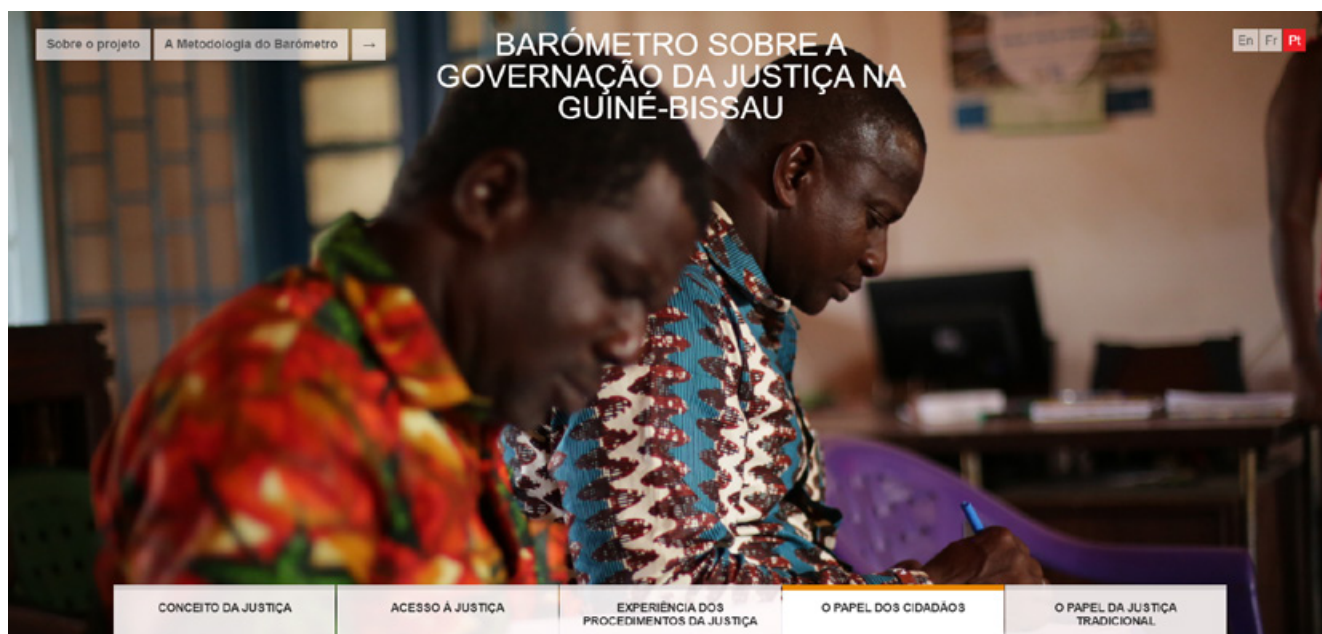 Sobre o projeto
A Metodologia do Barómetro
→
BARÓMETRO SOBRE A
GOVERNAÇÃO DA JUSTIÇA NA
GUINÉ-BISSAU
En Fr Pt
CONCEITO DA JUSTIÇA
ACESSO À JUSTIÇA
EXPERIÊNCIA DOS
PROCEDIMENTOS DA JUSTIÇA
O PAPEL DOS CIDADÃOS
O PAPEL DA JUSTIÇA
TRADICIONAL